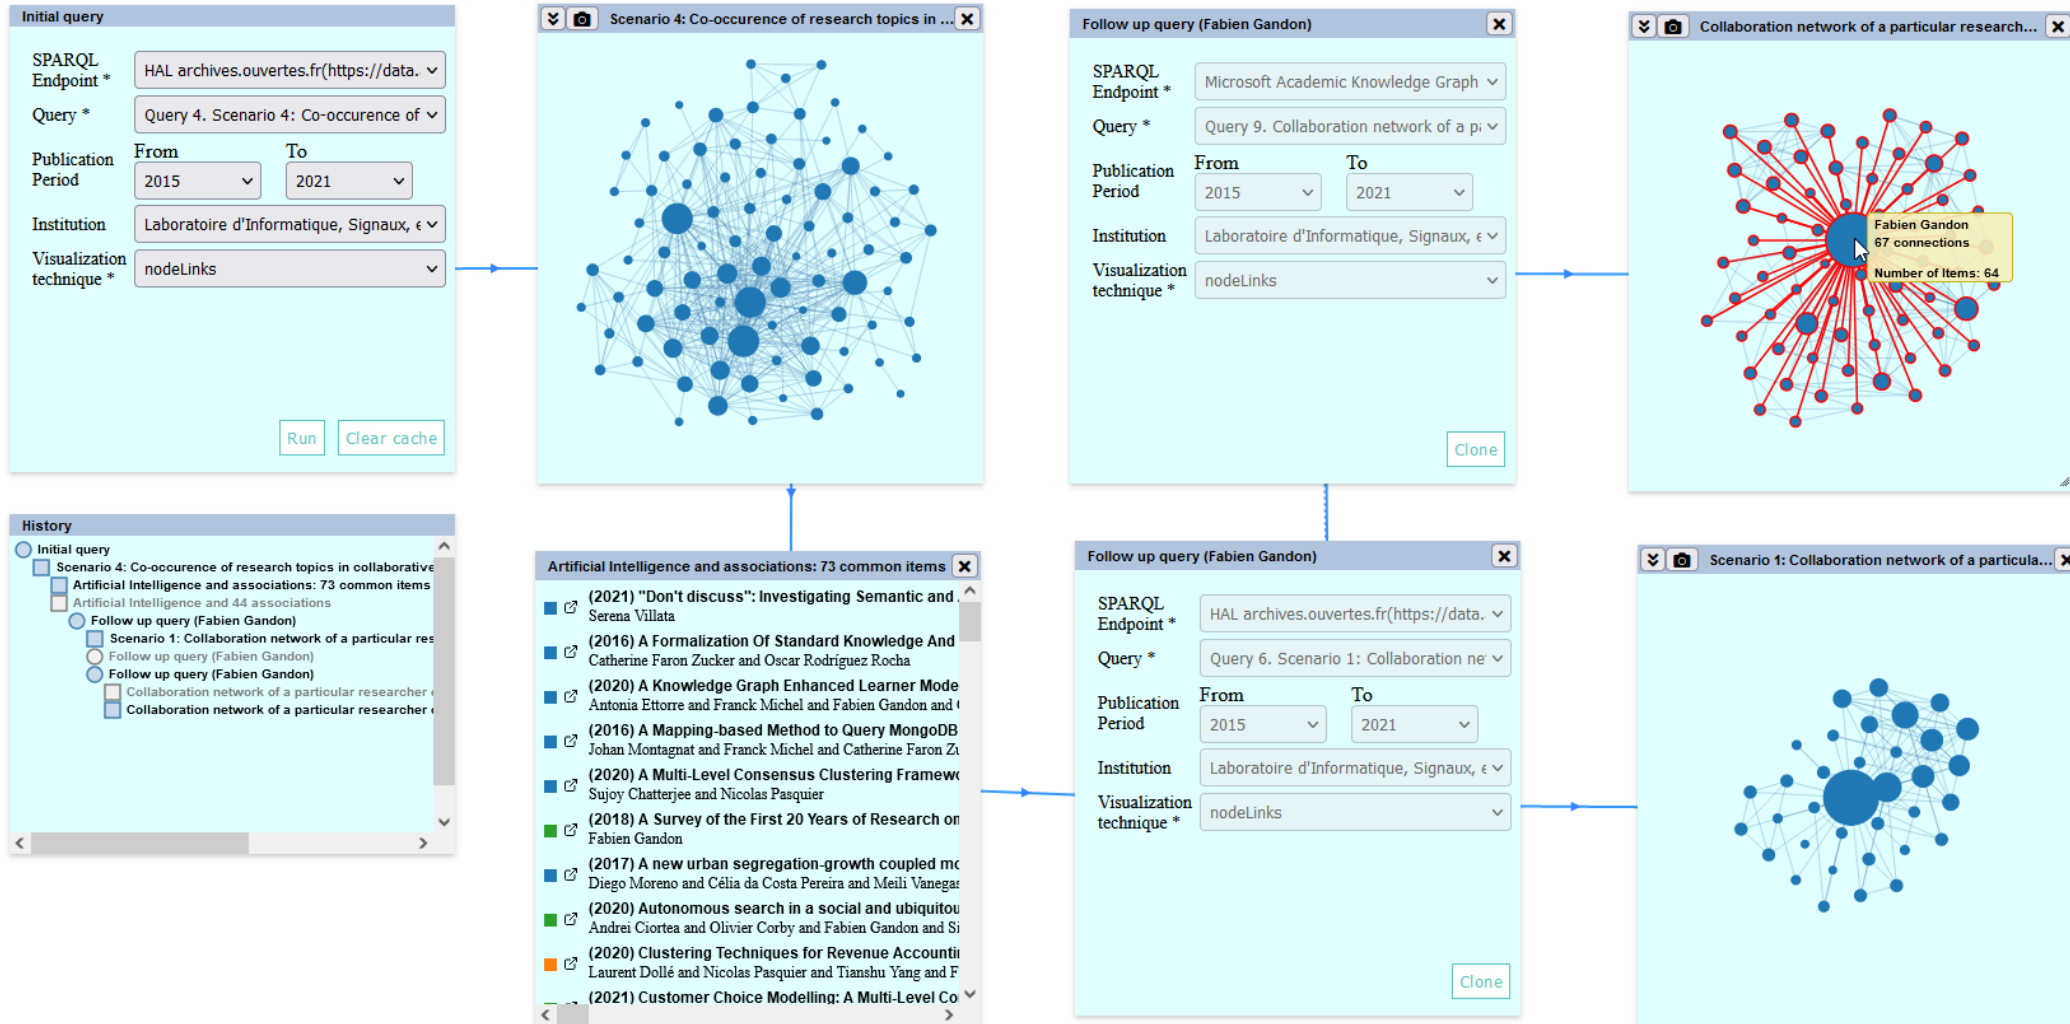 Initial query
SPARQL
Endpoint *
HAL archives.ouvertes.fr(https://data.
Query *
Query 4. Scenario 4: Co-occurence of
Publication
Period
From
To
2015
2021
Institution
Laboratoire d'Informatique, Signaux, e
Visualization
technique *
nodeLinks
Run
Clear cache
History
Initial query
Scenario 4: Co-occurence of research topics in collaborative
Artificial Intelligence and associations: 73 common items
Artificial Intelligence and 44 associations
Follow up query (Fabien Gandon)
Scenario 1: Collaboration network of a particular res
Follow up query (Fabien Gandon)
Follow up query (Fabien Gandon)
Collaboration network of a particular researcher
Collaboration network of a particular researcher
Scenario 4: Co-occurence of research topics in ...
Artificial Intelligence and associations: 73 common items
(2021) "Don't discuss": Investigating Semantic and
Serena Villata
(2016) A Formalization Of Standard Knowledge And
Catherine Faron Zucker and Oscar Rodríguez Rocha
(2020) A Knowledge Graph Enhanced Learner Mode
Antonia Ettorre and Franck Michel and Fabien Gandon and
(2016) A Mapping-based Method to Query MongoDB
Johan Montagnat and Franck Michel and Catherine Faron Zu
(2020) A Multi-Level Consensus Clustering Framewo
Sujoy Chatterjee and Nicolas Pasquier
(2018) A Survey of the First 20 Years of Research on
Fabien Gandon
(2017) A new urban segregation-growth coupled mo
Diego Moreno and Célia da Costa Pereira and Meili Vanegas
(2020) Autonomous search in a social and ubiquitou
Andrei Ciortea and Olivier Corby and Fabien Gandon and Si
(2020) Clustering Techniques for Revenue Accounti
Laurent Dollé and Nicolas Pasquier and Tianshu Yang and F
(2021) Customer Choice Modelling: A Multi-Level Co
Follow up query (Fabien Gandon)
SPARQL
Endpoint *
Microsoft Academic Knowledge Graph
Query *
Query 9. Collaboration network of a pa
Publication
Period
From
To
2015
2021
Institution
Laboratoire d'Informatique, Signaux, e
Visualization
technique *
nodeLinks
Clone
Follow up query (Fabien Gandon)
SPARQL
Endpoint *
HAL archives.ouvertes.fr(https://data.
Query *
Query 6. Scenario 1: Collaboration ne
Publication
Period
From
To
2015
2021
Institution
Laboratoire d'Informatique, Signaux, e
Visualization
technique *
nodeLinks
Clone
Collaboration network of a particular research...
Fabien Gandon
67 connections
Number of Items: 64
Scenario 1: Collaboration network of a particula...